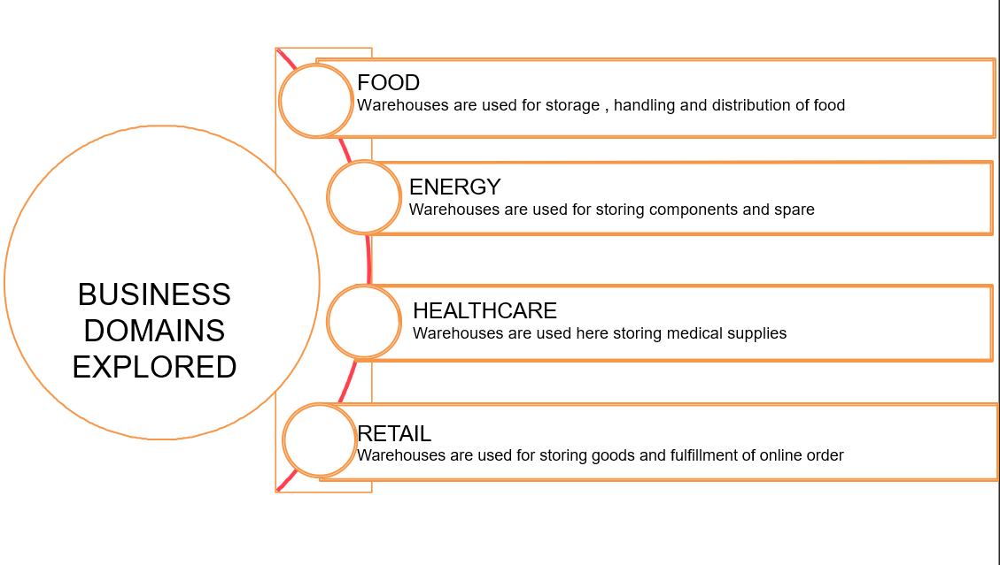 FOOD
Warehouses are used for storage , handling and distribution of food
ENERGY
Warehouses are used for storing components and spare
BUSINESS
DOMAINS
EXPLORED
HEALTHCARE
Warehouses are used here storing medical supplies
RETAIL
Warehouses are used for storing goods and fulfillment of online order